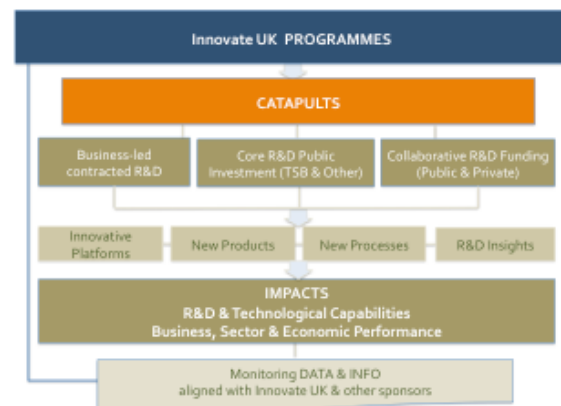 Innovate UK PROGRAMMES
CATAPULTS
Business-led
contracted R&D
Core R&D Public
Investment (TSB & Other)
Collaborative R&D Funding
(Public & Private)
Innovative
Platforms
New Products
New Processes
R&D Insights
IMPACTS
R&D & Technological Capabilities
Business, Sector & Economic Performance
Monitoring DATA & INFO
aligned with Innovate UK & other sponsors